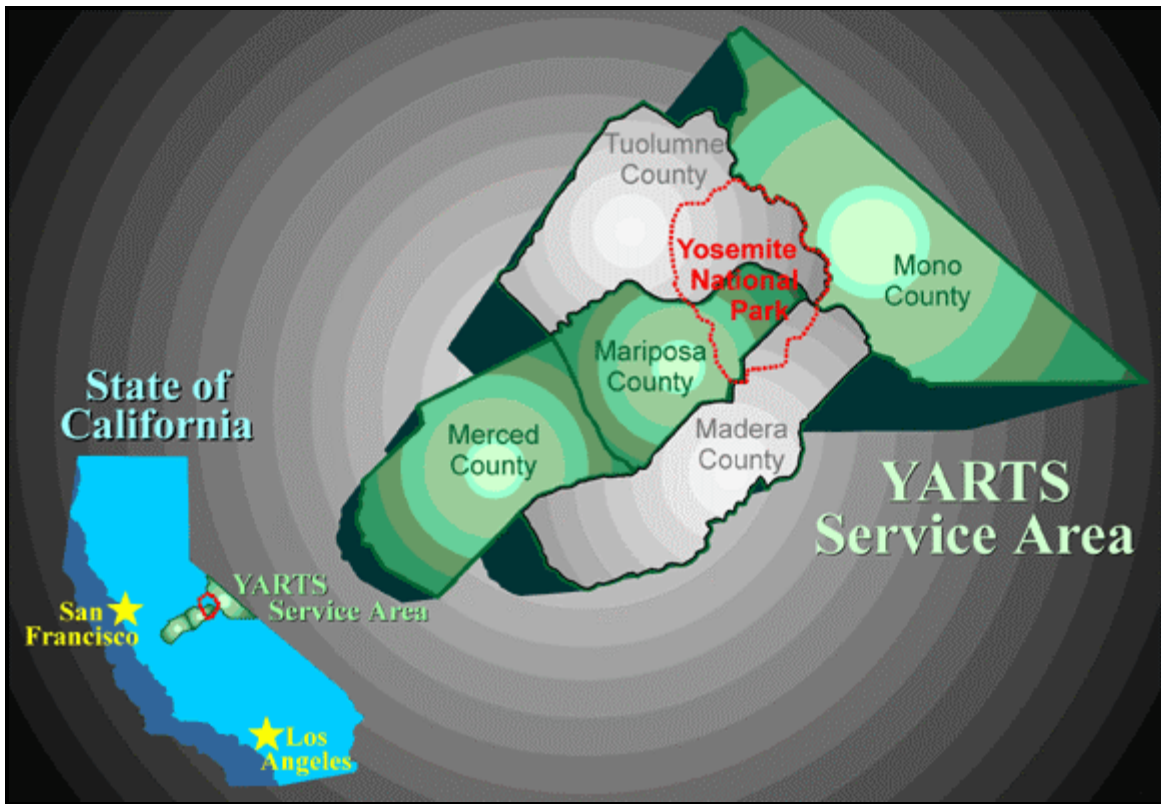 Tuolumne
County
Yosemite
National
Park
Mono
County
Mariposa
County
Merced
County
Madera
County
YARTS
Service Area
State of
California
YARTS
Service Area
San
Francisco
Los
Angeles